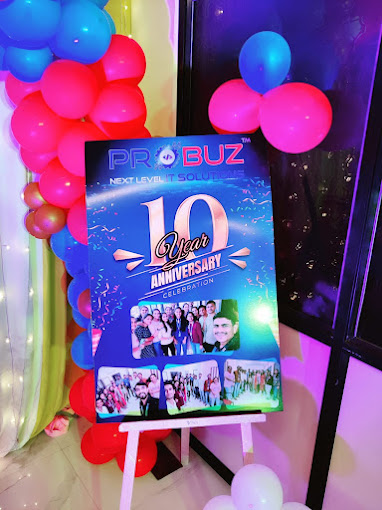 PROBUZ™
NEXT LEVEL IT SOLUTIONS
10
Year
ANNIVERSARY
CELEBRATION